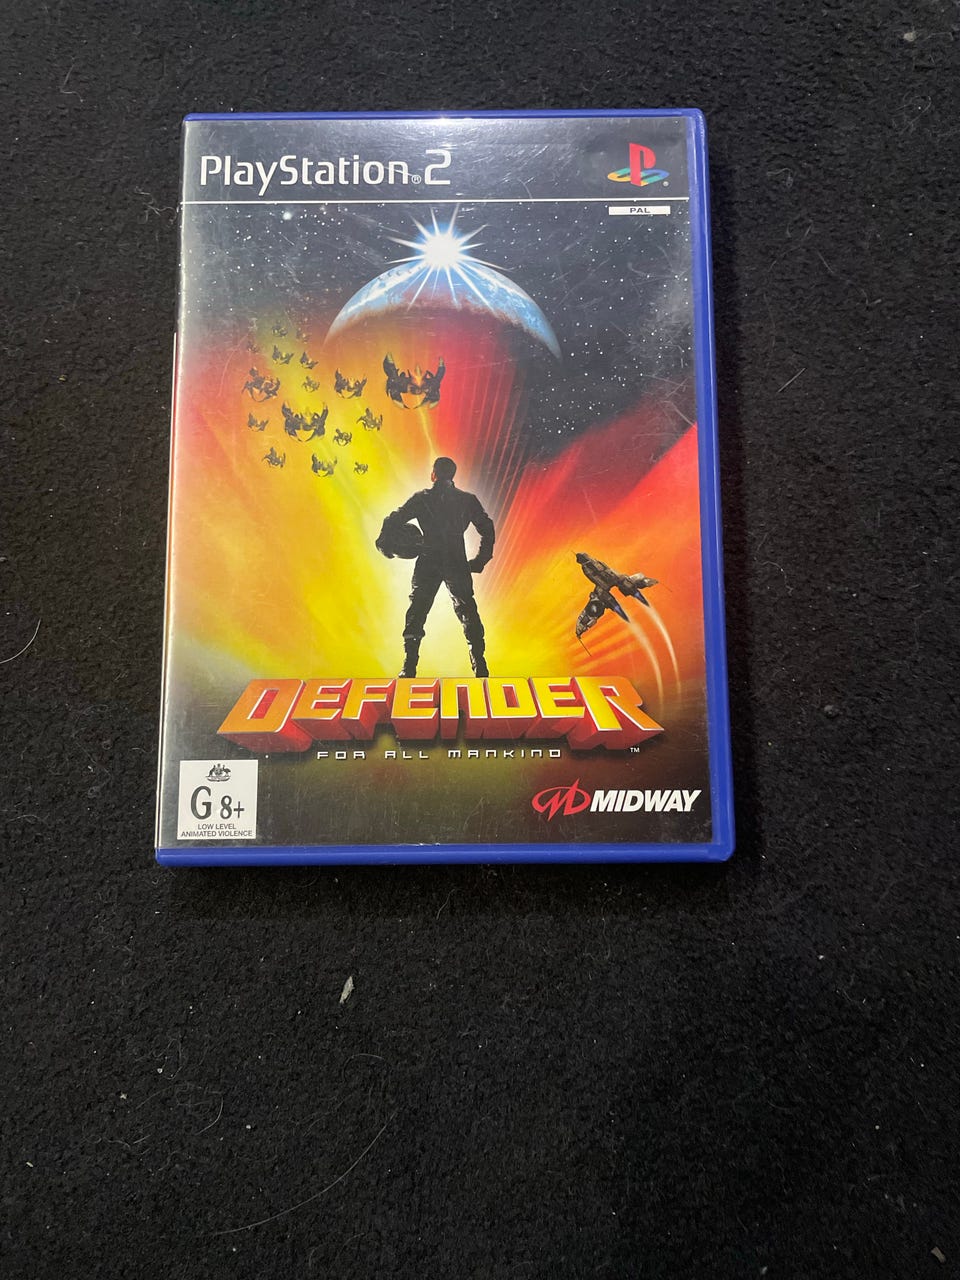 PlayStation®2
PAL
DEFENDER
FOR ALL MANKIND
TM
G 8+
LOW LEVEL
ANIMATED VIOLENCE
MIDWAY